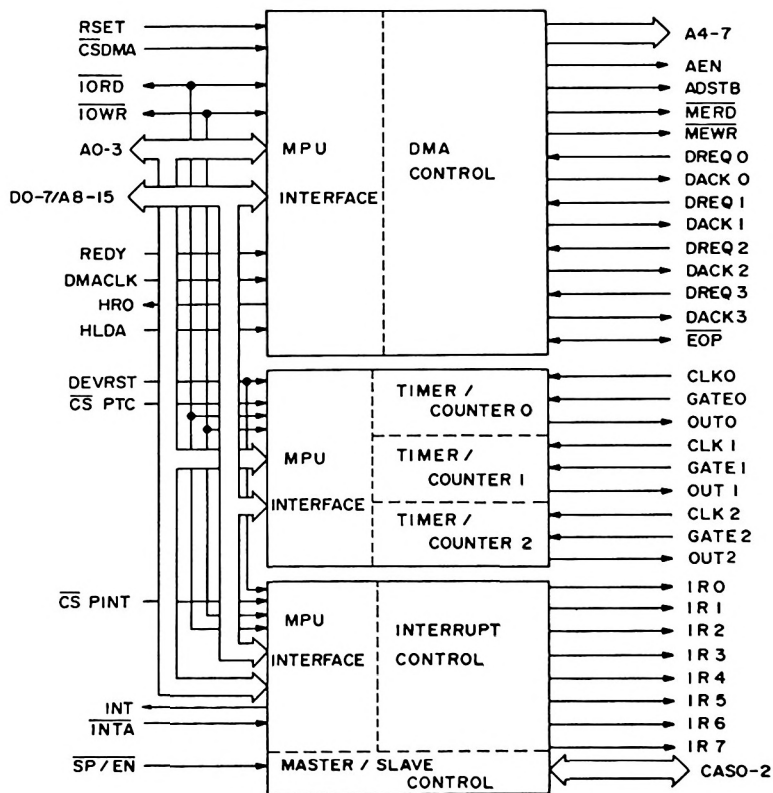 RSET
CSDMA
IORD
IOWR
A0-3
D0-7/A8-15
REDY
DMACLK
HRO
HLDA
MPU
INTERFACE
DMA
CONTROL
A4-7
AEN
ADSTB
MERD
MEWR
DREQ 0
DACK 0
DREQ 1
DACK 1
DREQ 2
DACK 2
DREQ 3
DACK 3
EOP
DEVRST
CS PTC
MPU
INTERFACE
TIMER /
COUNTER 0
TIMER /
COUNTER 1
TIMER /
COUNTER 2
CLK0
GATE0
OUT0
CLK 1
GATE 1
OUT 1
CLK 2
GATE 2
OUT2
CS PINT
INT
INTA
SP/EN
MPU
INTERFACE
INTERRUPT
CONTROL
MASTER / SLAVE
CONTROL
IR 0
IR 1
IR 2
IR 3
IR 4
IR 5
IR 6
IR 7
CAS0-2